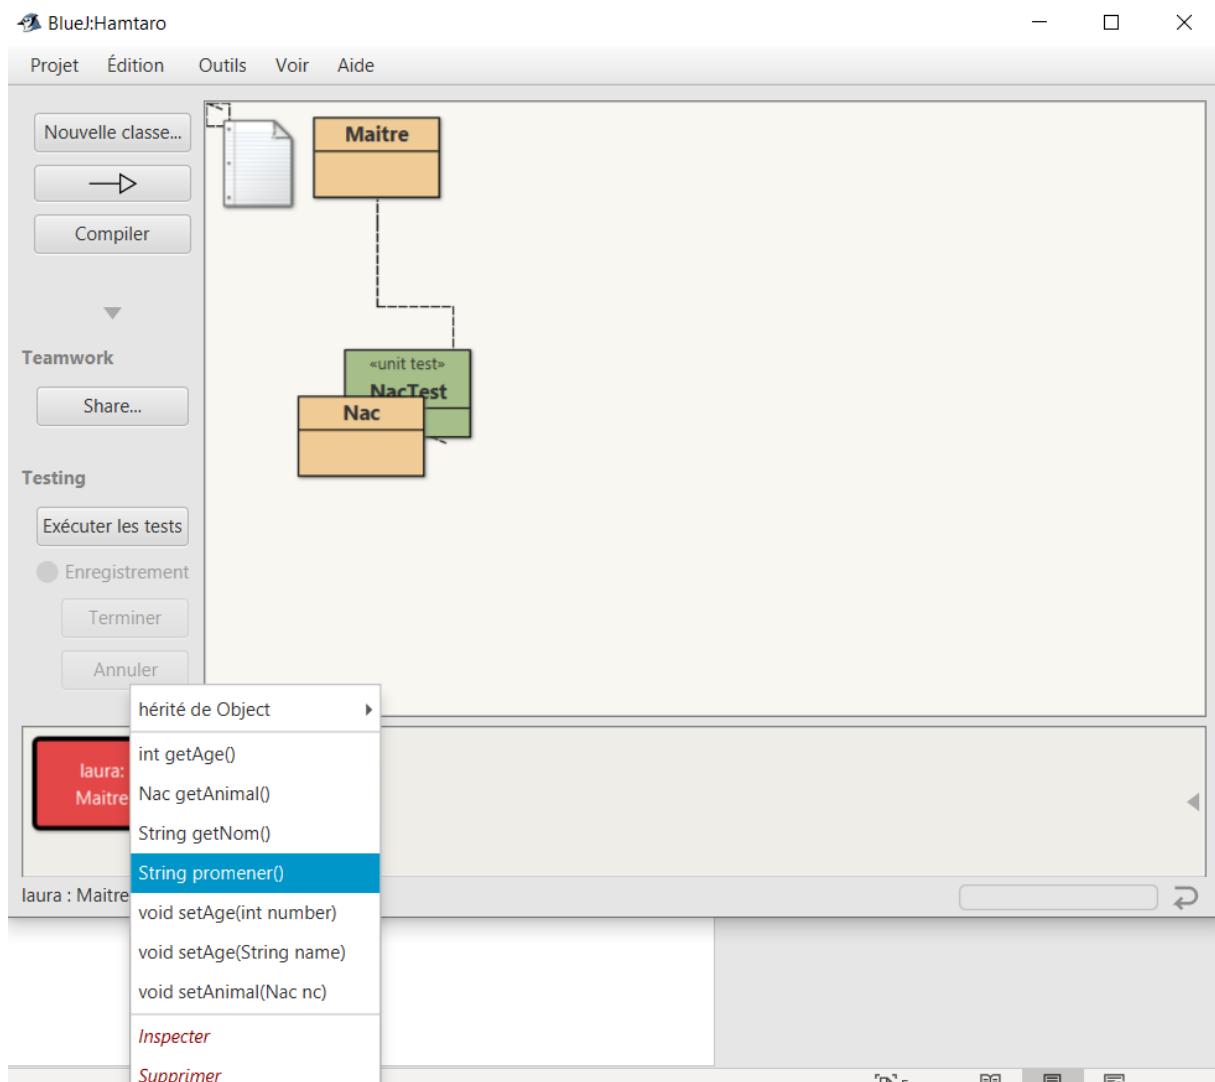 BlueJ:Hamtaro
Projet Édition Outils Voir Aide
Nouvelle classe...
Compiler
Teamwork
Share...
Testing
Exécuter les tests
Enregistrement
Terminer
Annuler
Maitre
«unit test»
NacTest
Nac
laura:
Maitre
laura : Maitre
hérité de Object
int getAge()
Nac getAnimal()
String getNom()
String promener()
void setAge(int number)
void setAge(String name)
void setAnimal(Nac nc)
Inspecter
Supprimer